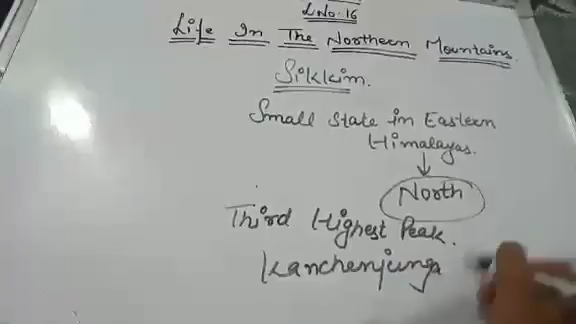 L.No.16
Life In The Northern Mountains.
Sikkim.
Small State in Eastern
Himalayas.
North
Third Highest Peak.
Kanchenjunga